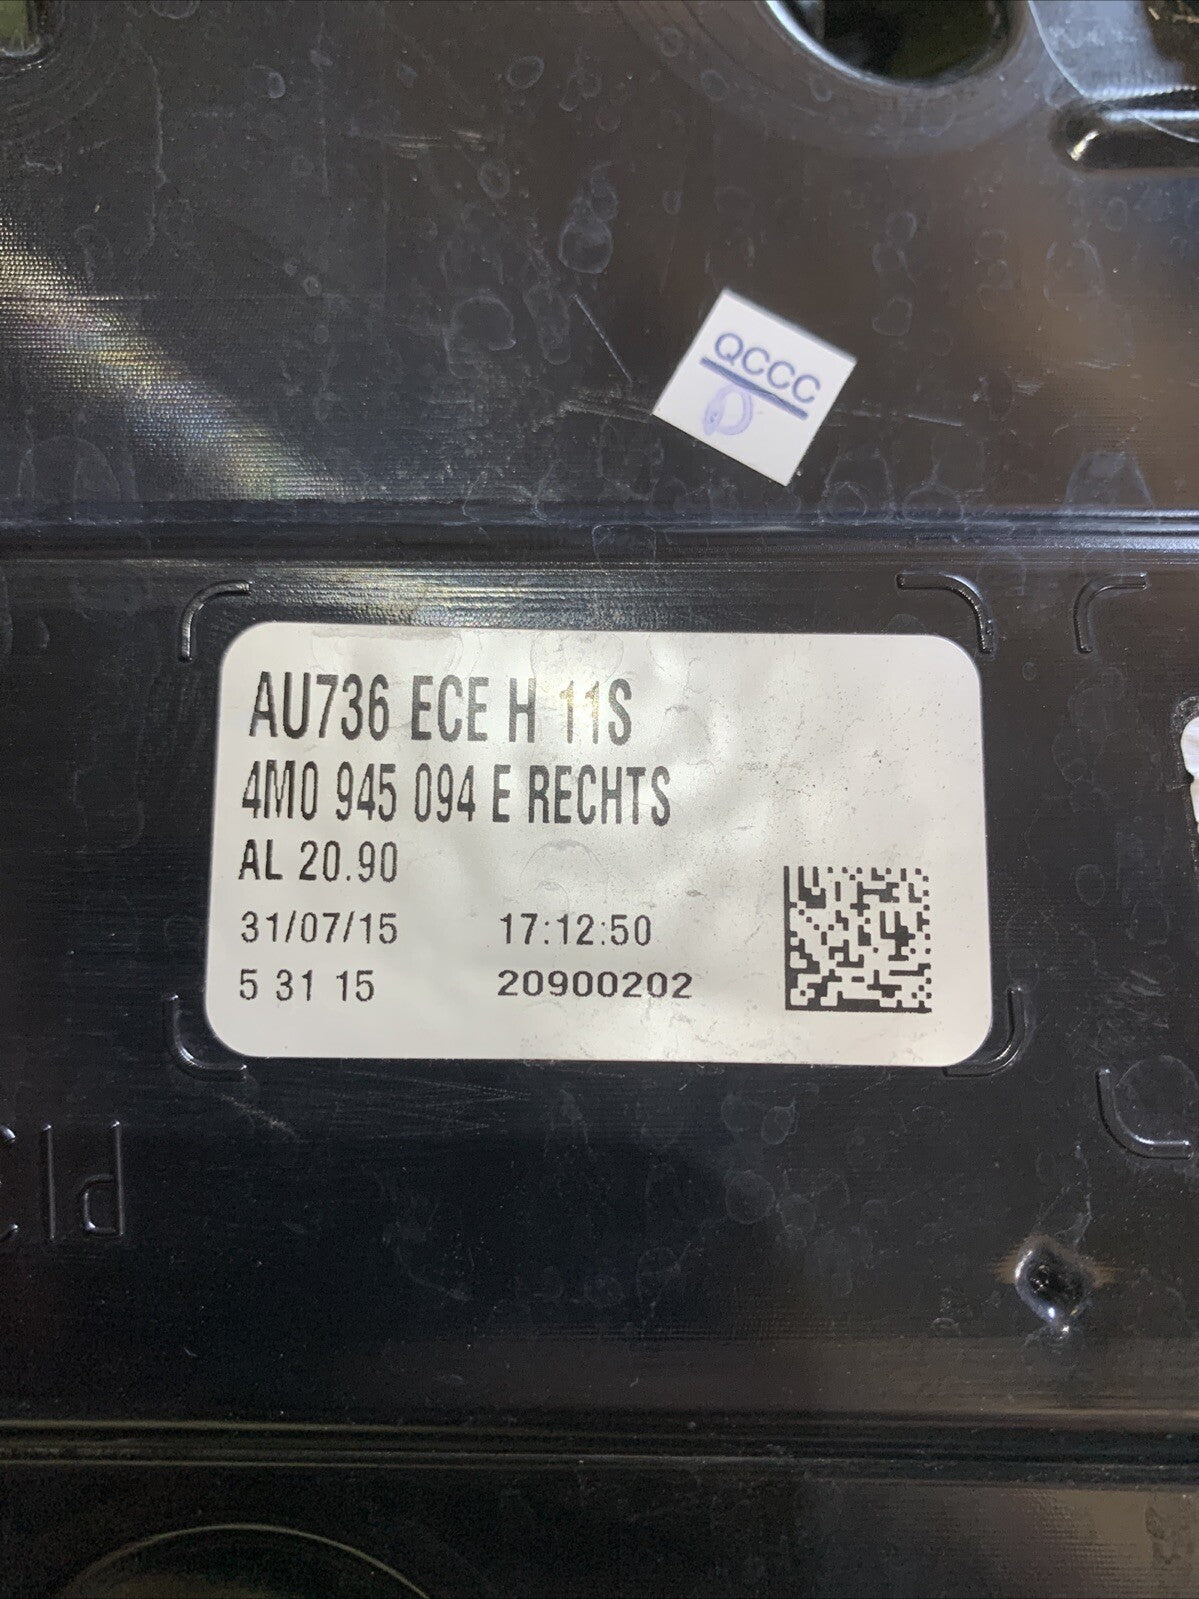 QCCC
AU736 ECE H 11S
4M0 945 094 E RECHTS
AL 20.90
31/07/15 17:12:50
5 31 15 20900202